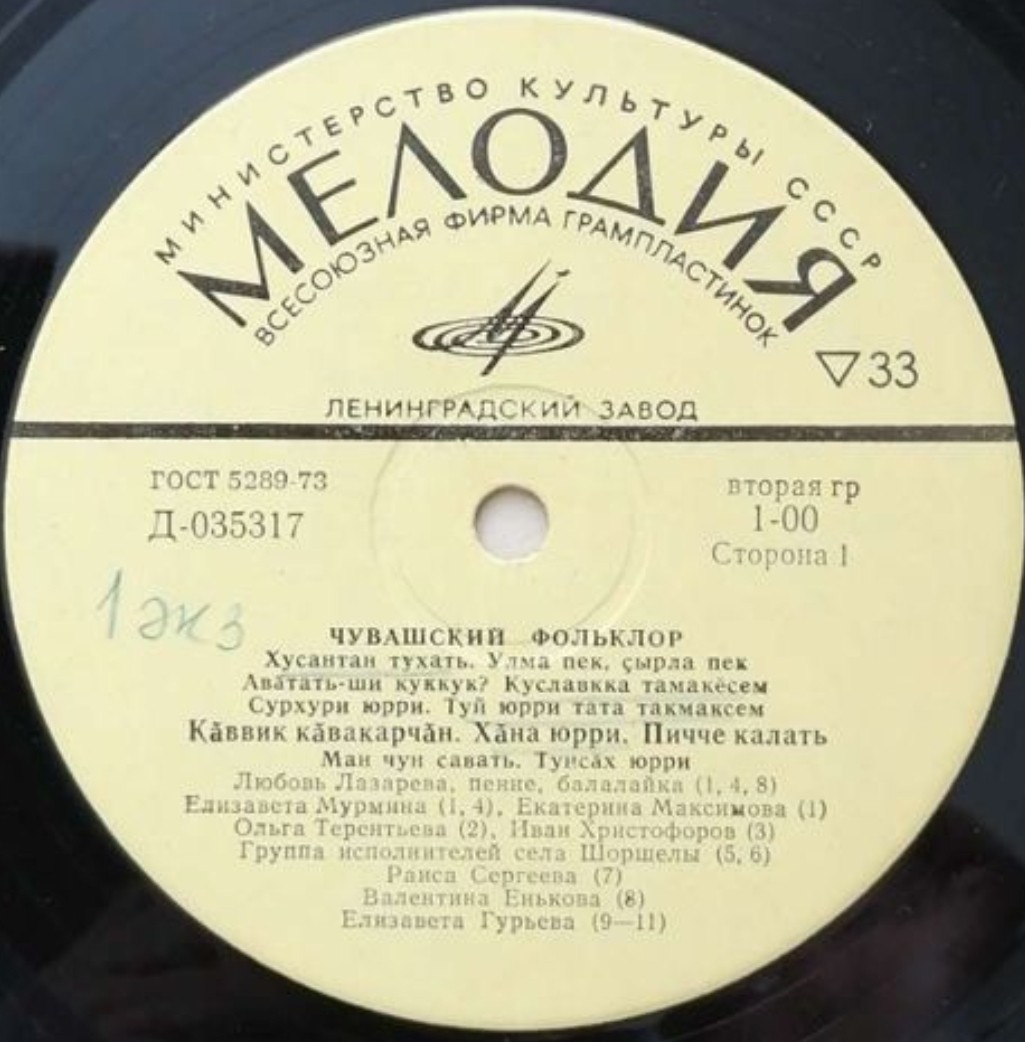 МИНИСТЕРСТВО КУЛЬТУРЫ СССР
МЕЛОДИЯ
ВСЕСОЮЗНАЯ ФИРМА ГРАМПЛАСТИНОК
▽33
ЛЕНИНГРАДСКИЙ ЗАВОД
ГОСТ 5289-73
Д-035317
вторая гр
1-00
Сторона 1
1 экз
ЧУВАШСКИЙ ФОЛЬКЛОР
Хусантан тухать. Улма пек, çырла пек
Авăтать-ши куккук? Куславкка тамакĕсем
Сурхури юрри. Туй юрри тата такмаксем
Кăввик кăвакарчăн. Хăна юрри. Пичче калать
Ман чун савать. Тупсăх юрри
Любовь Лазарева, пение, балалайка (1, 4, 8)
Елизавета Мурмина (1, 4), Екатерина Максимова (1)
Ольга Терентьева (2), Иван Христофоров (3)
Группа исполнителей села Шоршелы (5, 6)
Раиса Сергеева (7)
Валентина Енькова (8)
Елизавета Гурьева (9—11)